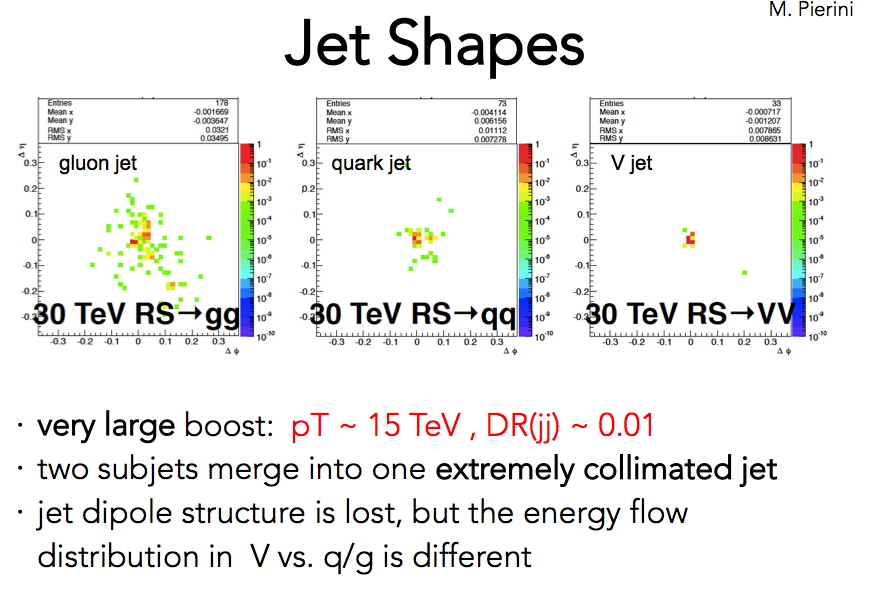 M. Pierini
Jet Shapes
Entries 178
Mean x -0.001669
Mean y -0.003647
RMS x 0.0321
RMS y 0.03495
gluon jet
Δ η
0.3
0.2
0.1
0
-0.1
-0.2
-0.3 -0.2 -0.1 0 0.1 0.2 0.3
Δ φ
1
10⁻¹
10⁻²
10⁻³
10⁻⁴
10⁻⁵
10⁻⁶
10⁻⁷
10⁻⁸
10⁻⁹
10⁻¹⁰
30 TeV RS→gg
Entries 73
Mean x -0.004114
Mean y 0.006156
RMS x 0.01112
RMS y 0.007278
quark jet
Δ η
0.3
0.2
0.1
0
-0.1
-0.2
-0.3 -0.2 -0.1 0 0.1 0.2 0.3
Δ φ
1
10⁻¹
10⁻²
10⁻³
10⁻⁴
10⁻⁵
10⁻⁶
10⁻⁷
10⁻⁸
10⁻⁹
10⁻¹⁰
30 TeV RS→qq
Entries 33
Mean x -0.000717
Mean y -0.001207
RMS x 0.007865
RMS y 0.008631
V jet
Δ η
0.3
0.2
0.1
0
-0.1
-0.2
-0.3 -0.2 -0.1 0 0.1 0.2 0.3
Δ φ
1
10⁻¹
10⁻²
10⁻³
10⁻⁴
10⁻⁵
10⁻⁶
10⁻⁷
10⁻⁸
10⁻⁹
10⁻¹⁰
30 TeV RS→VV
· very large boost: pT ~ 15 TeV , DR(jj) ~ 0.01
· two subjets merge into one extremely collimated jet
· jet dipole structure is lost, but the energy flow
distribution in V vs. q/g is different